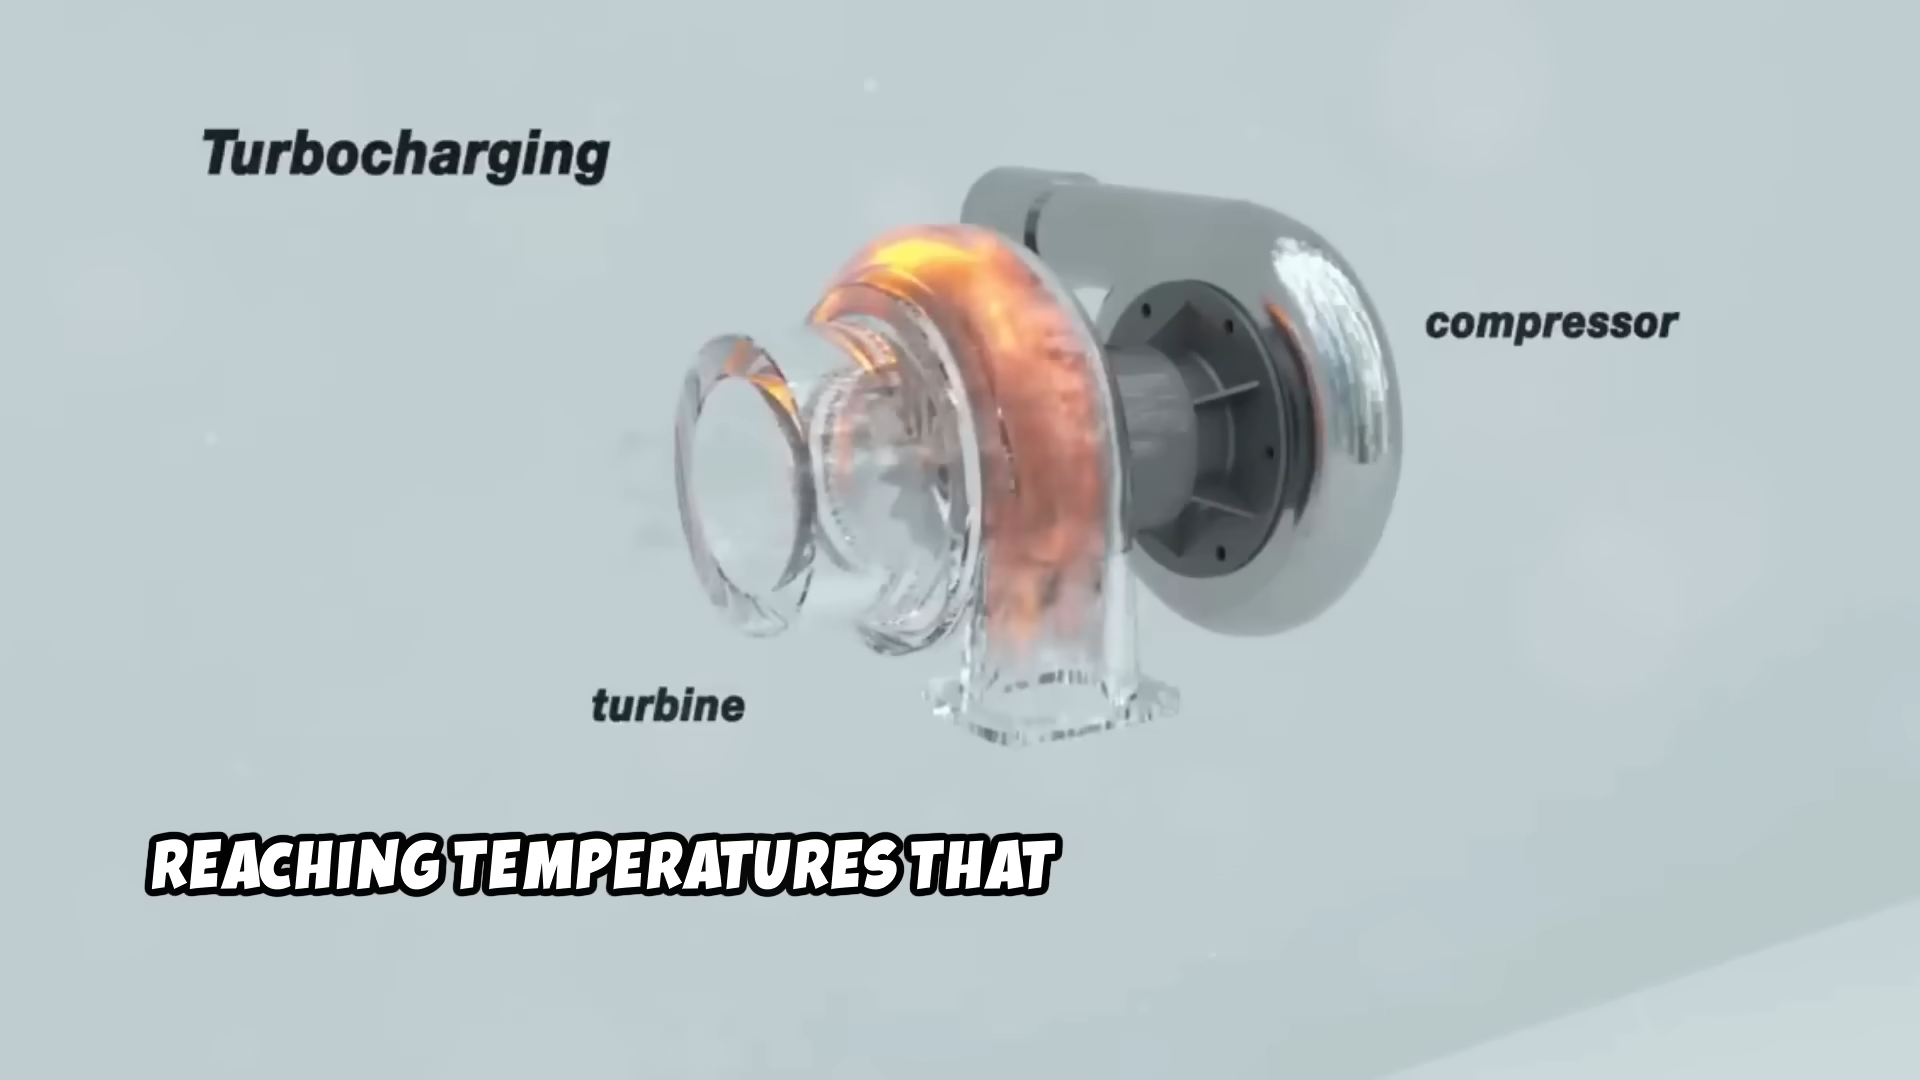 Turbocharging
compressor
turbine
REACHING TEMPERATURES THAT